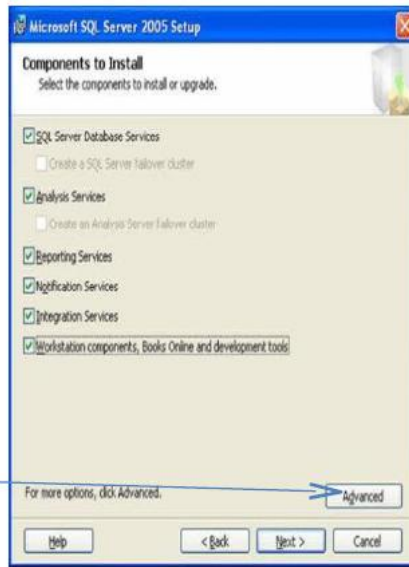 Microsoft SQL Server 2005 Setup
Components to Install
Select the components to install or upgrade.
SQL Server Database Services
Create a SQL Server failover cluster
Analysis Services
Create an Analysis Server failover cluster
Reporting Services
Notification Services
Integration Services
Workstation components, Books Online and development tools
For more options, click Advanced.
Advanced
Help
< Back
Next >
Cancel